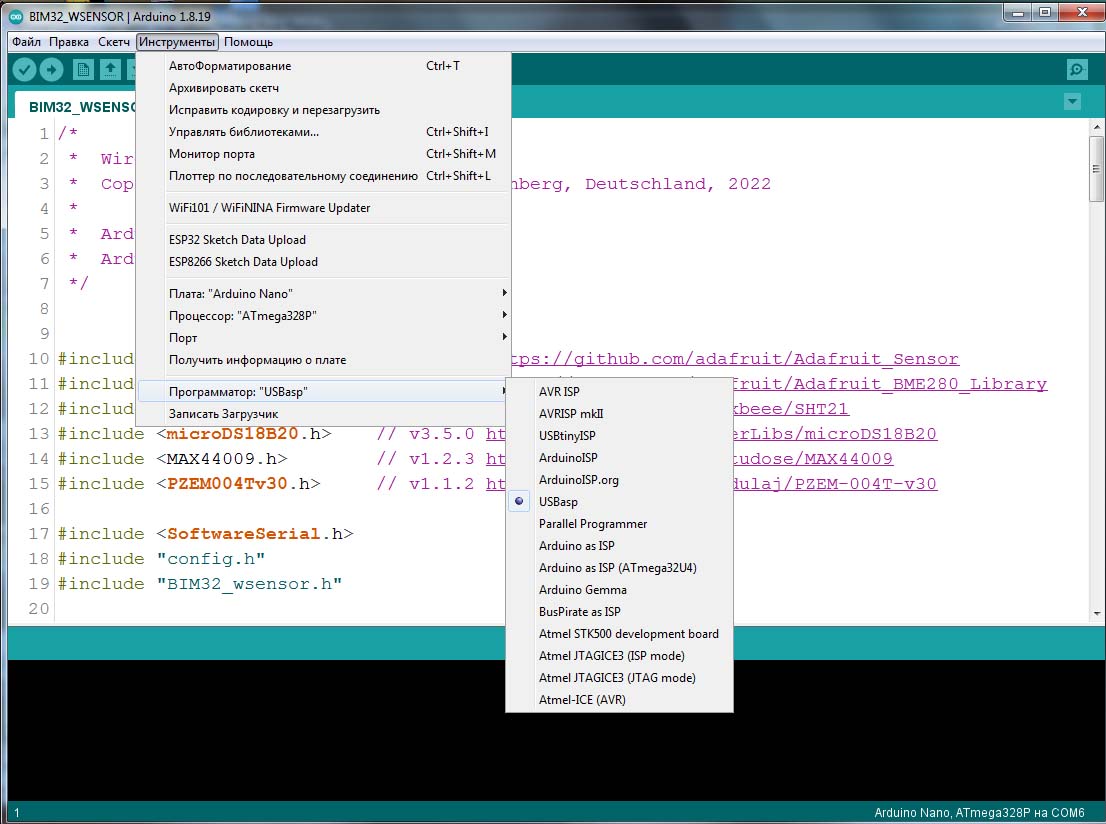 BIM32_WSENSOR | Arduino 1.8.19
Файл Правка Скетч Инструменты Помощь
АвтоФорматирование Ctrl+T
Архивировать скетч
Исправить кодировку и перезагрузить
Управлять библиотеками... Ctrl+Shift+I
Монитор порта Ctrl+Shift+M
Плоттер по последовательному соединению Ctrl+Shift+L
WiFi101 / WiFiNINA Firmware Updater
ESP32 Sketch Data Upload
ESP8266 Sketch Data Upload
Плата: "Arduino Nano"
Процессор: "ATmega328P"
Порт
Получить информацию о плате
Программатор: "USBasp"
Записать Загрузчик
AVR ISP
AVRISP mkII
USBtinyISP
ArduinoISP
ArduinoISP.org
USBasp
Parallel Programmer
Arduino as ISP
Arduino as ISP (ATmega32U4)
Arduino Gemma
BusPirate as ISP
Atmel STK500 development board
Atmel JTAGICE3 (ISP mode)
Atmel JTAGICE3 (JTAG mode)
Atmel-ICE (AVR)
BIM32_WSENSO
1 /*
2 * Wir
3 * Cop nberg, Deutschland, 2022
4 *
5 * Ard
6 * Ard
7 */
8
9
10 #include tps://github.com/adafruit/Adafruit_Sensor
11 #include fruit/Adafruit_BME280_Library
12 #include kbeee/SHT21
13 #include <microDS18B20.h> // v3.5.0 ht erLibs/microDS18B20
14 #include <MAX44009.h> // v1.2.3 ht tudose/MAX44009
15 #include <PZEM004Tv30.h> // v1.1.2 ht dulaj/PZEM-004T-v30
16
17 #include <SoftwareSerial.h>
18 #include "config.h"
19 #include "BIM32_wsensor.h"
20
1 Arduino Nano, ATmega328P на COM6